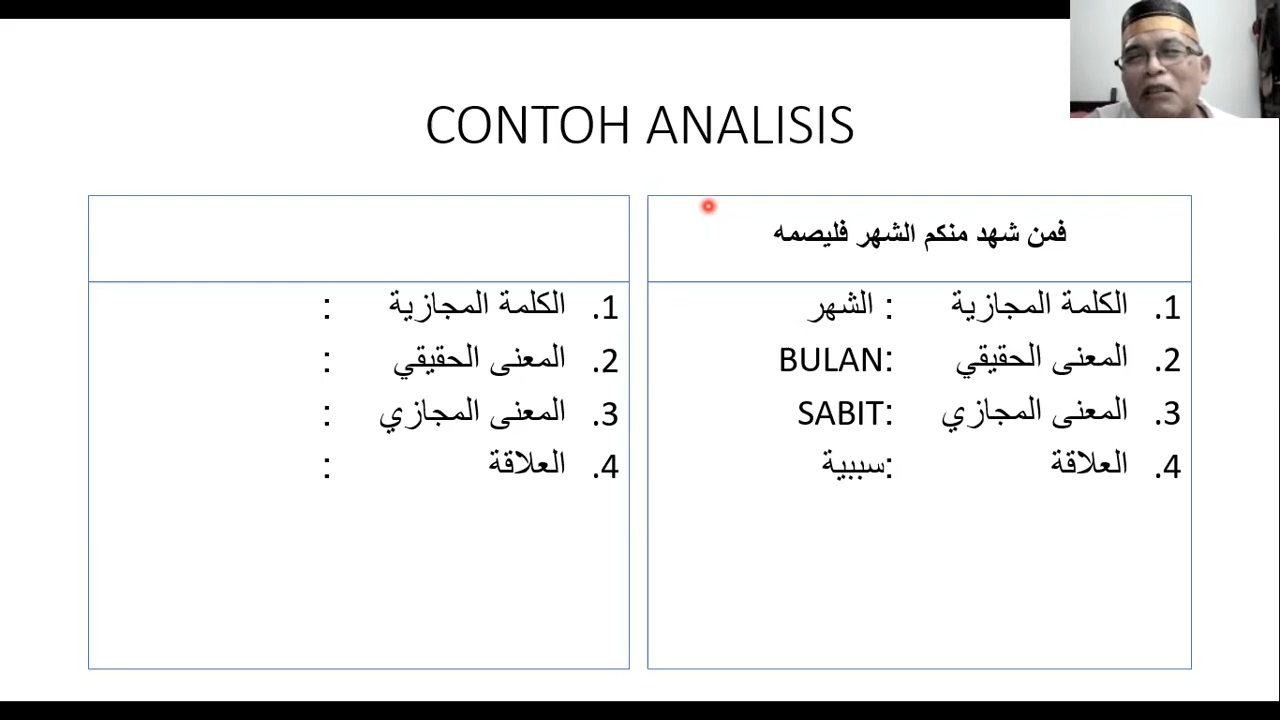 CONTOH ANALISIS
فمن شهد منكم الشهر فليصمه
1. الكلمة المجازية : الشهر
2. المعنى الحقيقي :BULAN
3. المعنى المجازي :SABIT
4. العلاقة :سببية
1. الكلمة المجازية :
2. المعنى الحقيقي :
3. المعنى المجازي :
4. العلاقة :